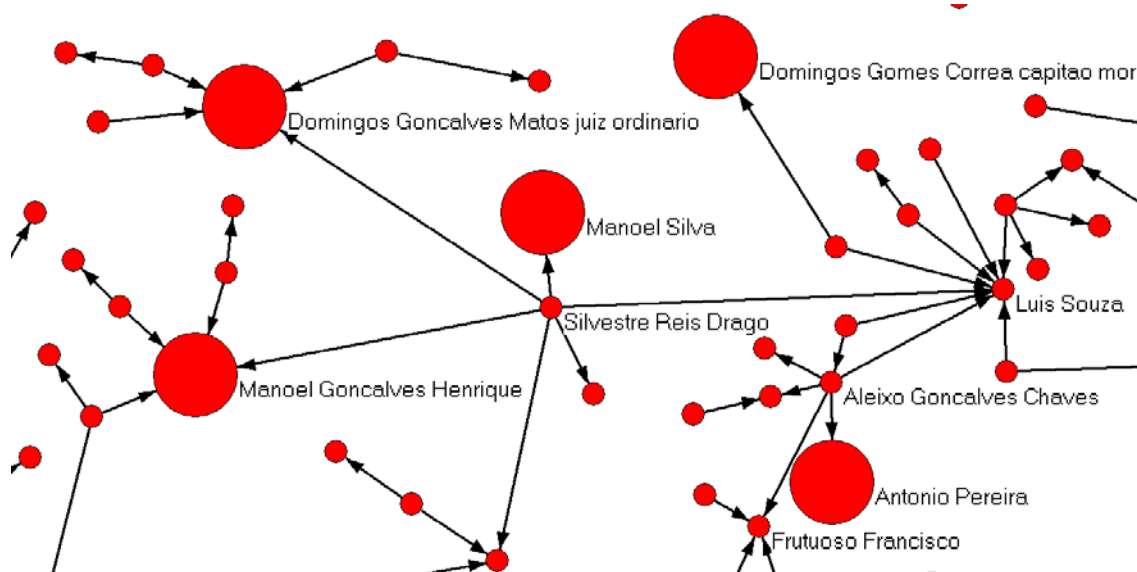 Domingos Gomes Correa capitao mor
Domingos Goncalves Matos juiz ordinario
Manoel Silva
Luis Souza
Silvestre Reis Drago
Manoel Goncalves Henrique
Aleixo Goncalves Chaves
Antonio Pereira
Frutuoso Francisco